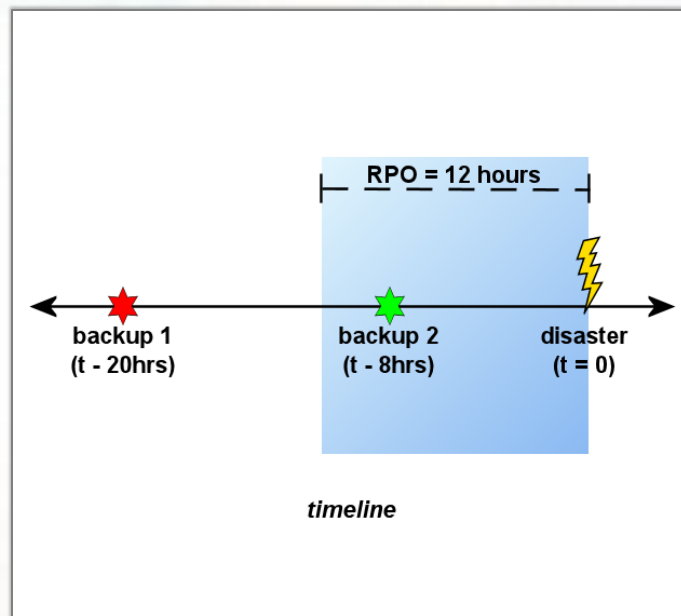 RPO = 12 hours
backup 1
(t - 20hrs)
backup 2
(t - 8hrs)
disaster
(t = 0)
timeline